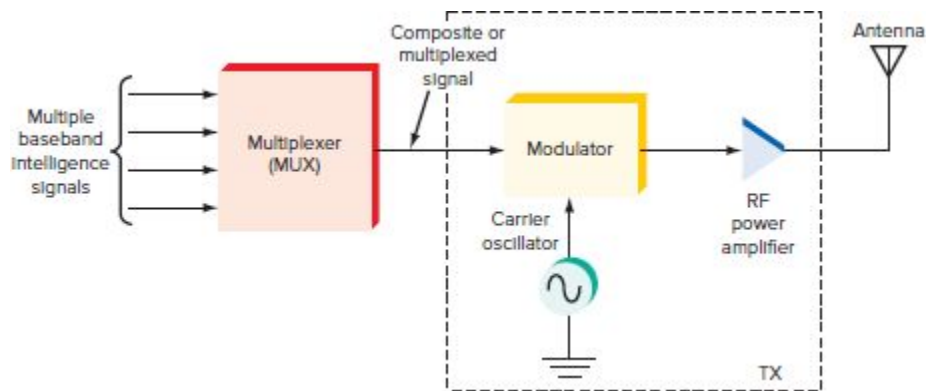 Multiple
baseband
intelligence
signals
Multiplexer
(MUX)
Composite or
multiplexed
signal
Modulator
Carrier
oscillator
RF
power
amplifier
Antenna
TX